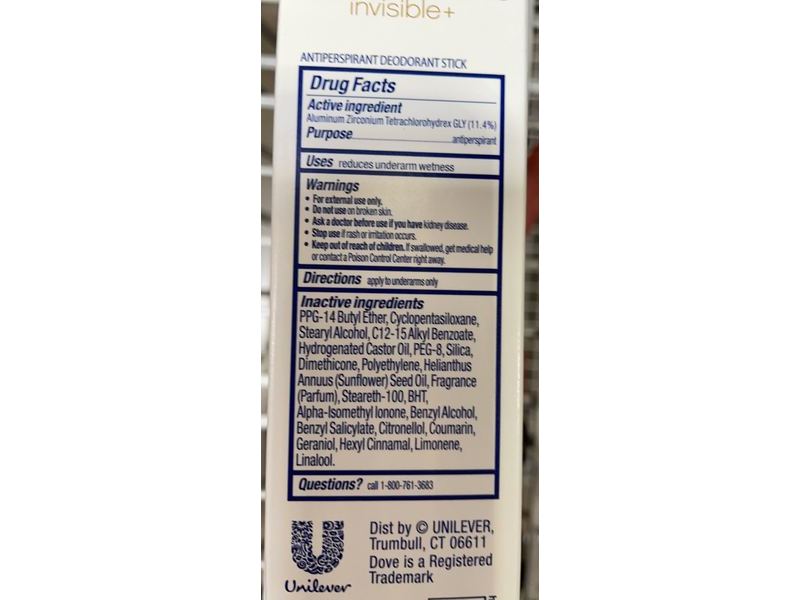 invisible+
ANTIPERSPIRANT DEODORANT STICK
Drug Facts
Active ingredient
Aluminum Zirconium Tetrachlorohydrex GLY (11.4%)
Purpose antiperspirant
Uses reduces underarm wetness
Warnings
• For external use only.
• Do not use on broken skin.
• Ask a doctor before use if you have kidney disease.
• Stop use if rash or irritation occurs.
• Keep out of reach of children. If swallowed, get medical help
or contact a Poison Control Center right away.
Directions apply to underarms only
Inactive ingredients
PPG-14 Butyl Ether, Cyclopentasiloxane,
Stearyl Alcohol, C12-15 Alkyl Benzoate,
Hydrogenated Castor Oil, PEG-8, Silica,
Dimethicone, Polyethylene, Helianthus
Annuus (Sunflower) Seed Oil, Fragrance
(Parfum), Steareth-100, BHT,
Alpha-Isomethyl Ionone, Benzyl Alcohol,
Benzyl Salicylate, Citronellol, Coumarin,
Geraniol, Hexyl Cinnamal, Limonene,
Linalool.
Questions? call 1-800-761-3683
Dist by © UNILEVER,
Trumbull, CT 06611
Dove is a Registered
Trademark
Unilever